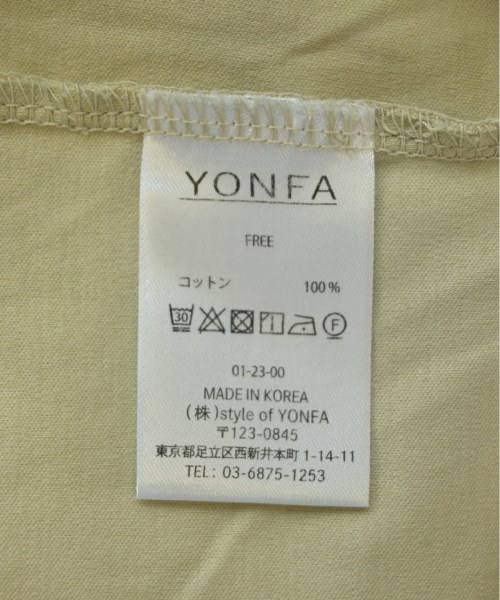 YONFA
FREE
コットン 100%
30 F
01-23-00
MADE IN KOREA
(株)style of YONFA
〒123-0845
東京都足立区西新井本町 1-14-11
TEL: 03-6875-1253